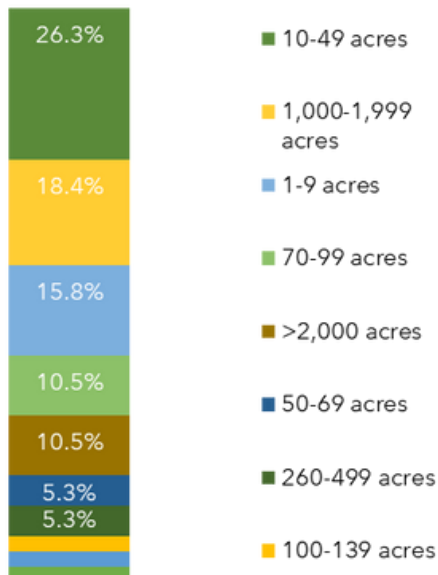 26.3%
18.4%
15.8%
10.5%
10.5%
5.3%
5.3%
10-49 acres
1,000-1,999
acres
1-9 acres
70-99 acres
>2,000 acres
50-69 acres
260-499 acres
100-139 acres